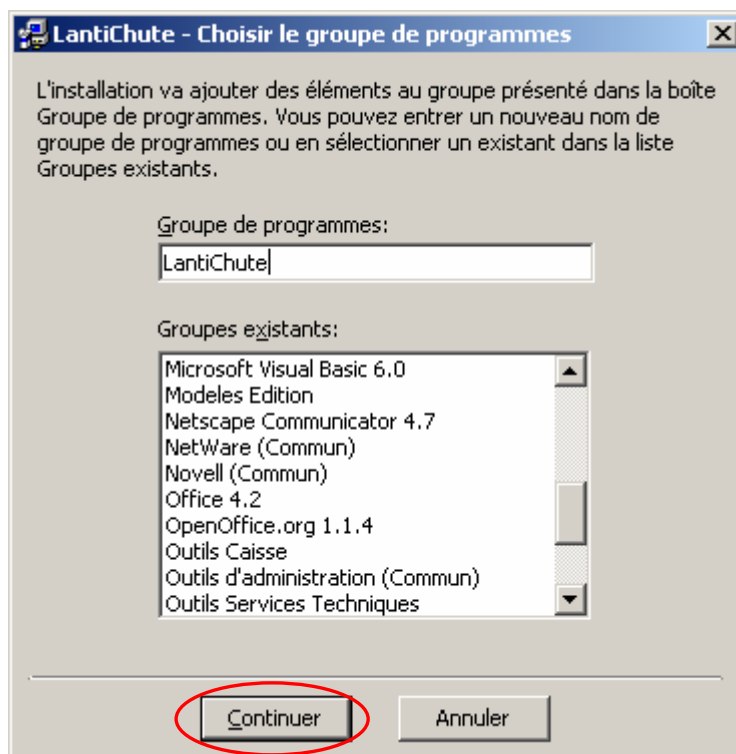 LantiChute - Choisir le groupe de programmes
L'installation va ajouter des éléments au groupe présenté dans la boîte
Groupe de programmes. Vous pouvez entrer un nouveau nom de
groupe de programmes ou en sélectionner un existant dans la liste
Groupes existants.
Groupe de programmes:
LantiChute
Groupes existants:
Microsoft Visual Basic 6.0
Modeles Edition
Netscape Communicator 4.7
NetWare (Commun)
Novell (Commun)
Office 4.2
OpenOffice.org 1.1.4
Outils Caisse
Outils d'administration (Commun)
Outils Services Techniques
Continuer Annuler